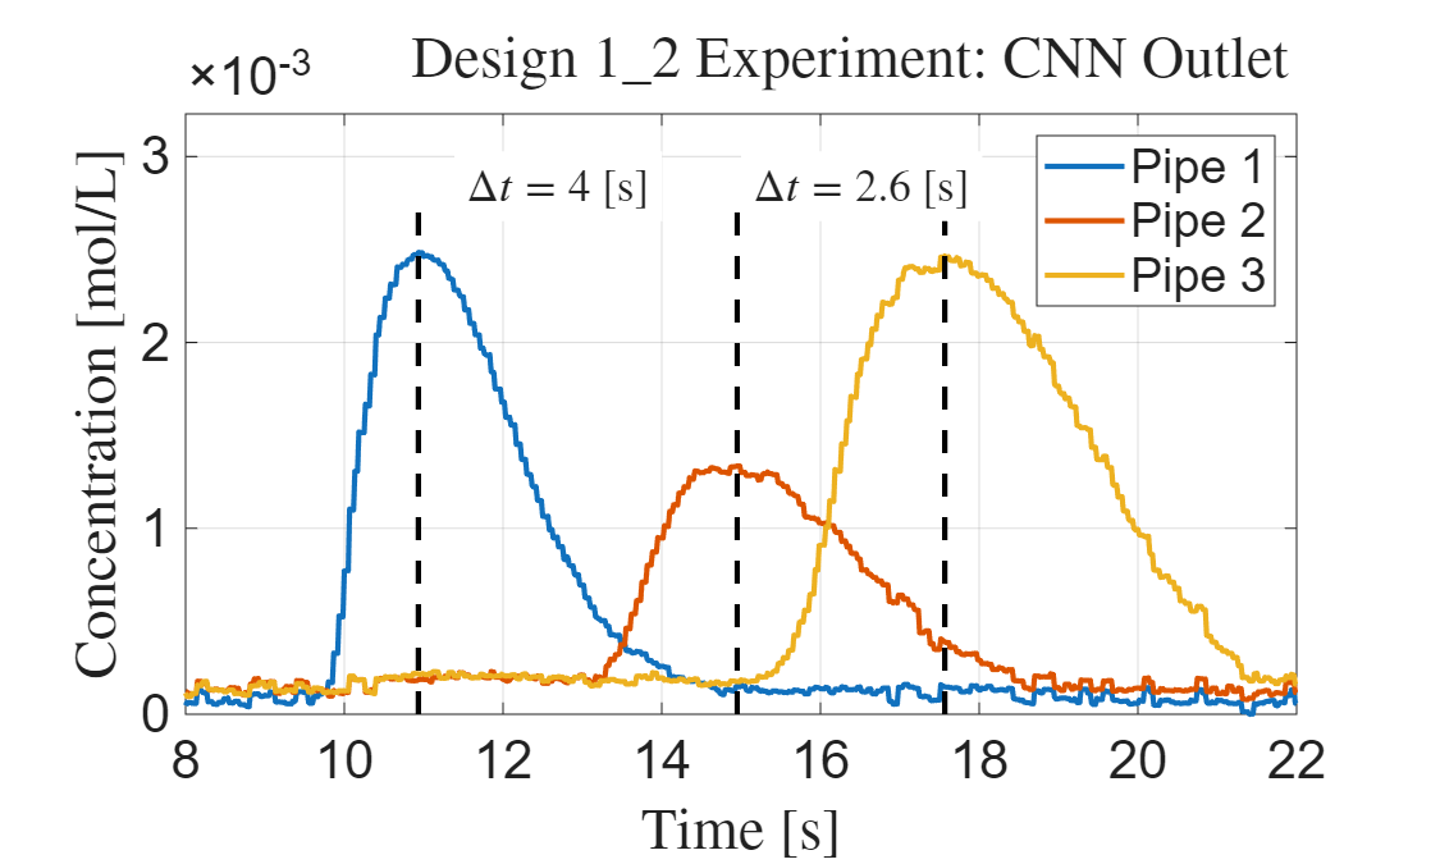 ×10-3
Design 1_2 Experiment: CNN Outlet
Concentration [mol/L]
3
2
1
0
Δt = 4 [s]
Δt = 2.6 [s]
Pipe 1
Pipe 2
Pipe 3
8 10 12 14 16 18 20 22
Time [s]